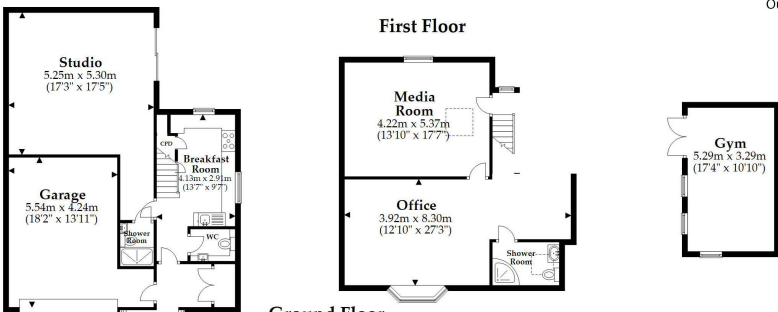 Ou
First Floor
Studio
5.25m x 5.30m
(17'3" x 17'5")
CPD
Breakfast
Room
4.13m x 2.91m
(13'7" x 9'7")
Garage
5.54m x 4.24m
(18'2" x 13'11")
Shower
Room
WC
Media
Room
4.22m x 5.37m
(13'10" x 17'7")
Office
3.92m x 8.30m
(12'10" x 27'3")
Shower
Room
Gym
5.29m x 3.29m
(17'4" x 10'10")
Ground Floor